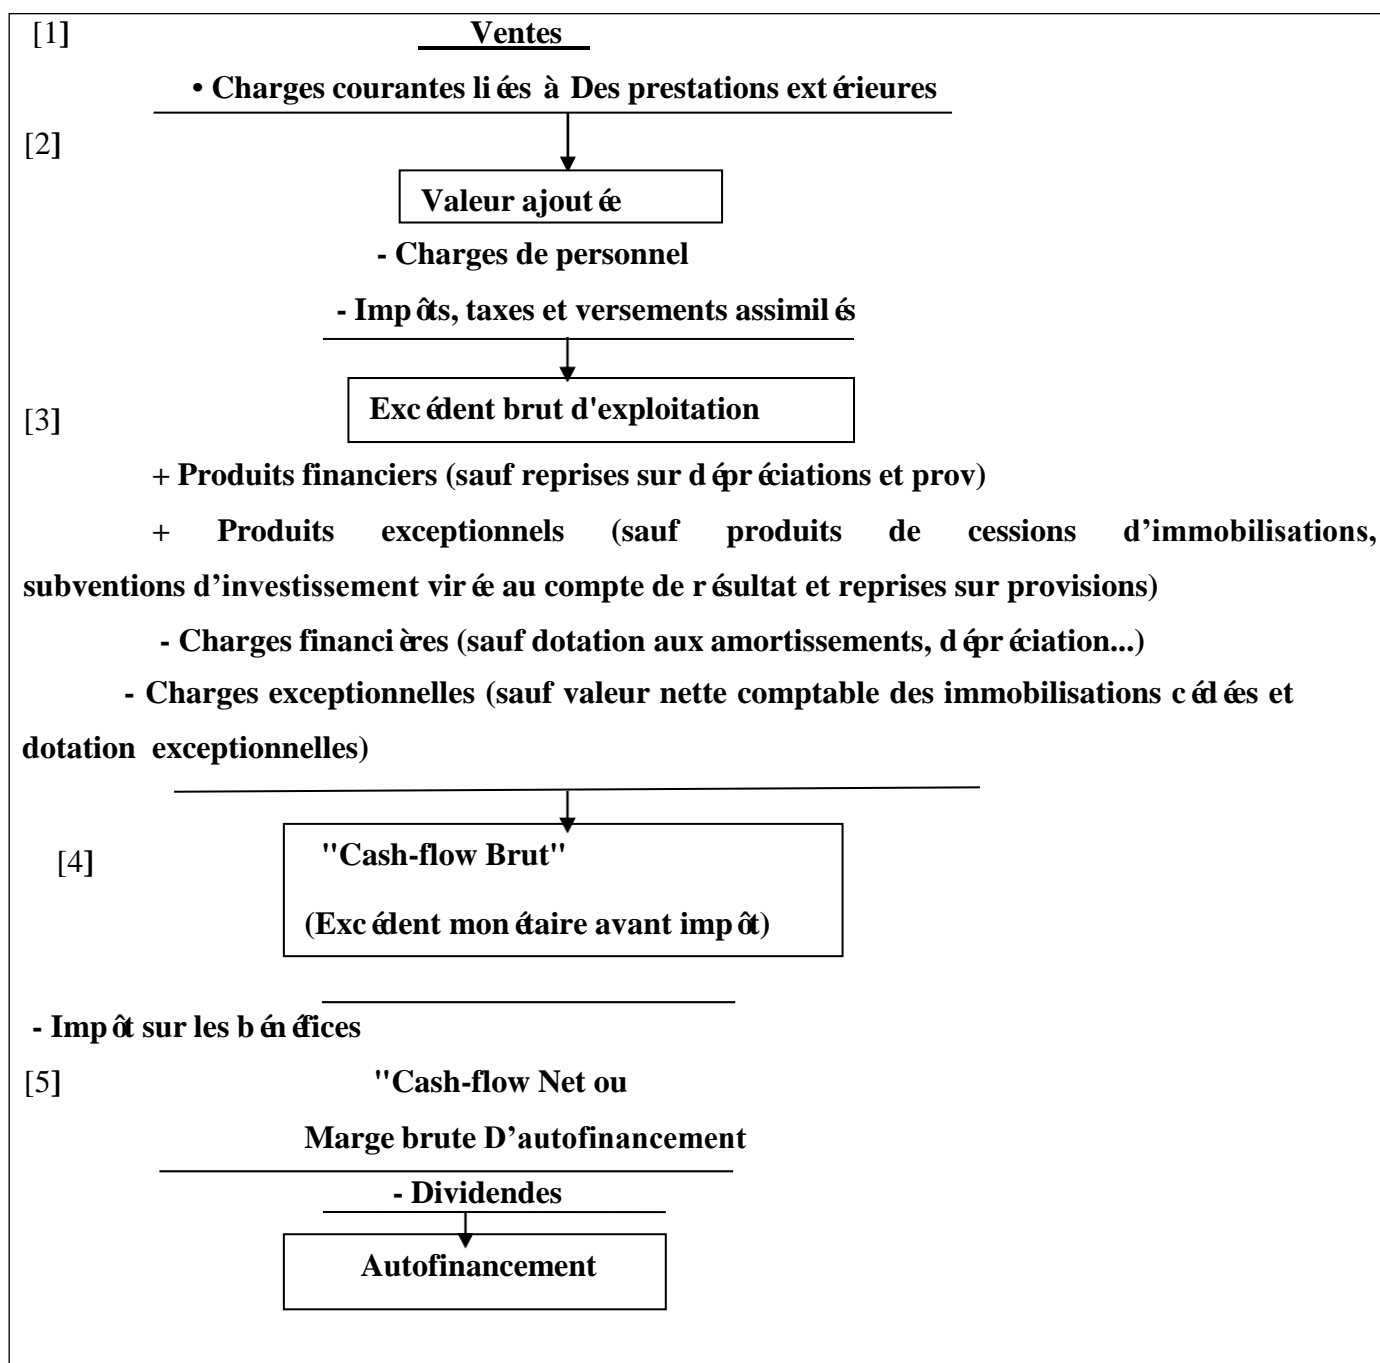 [1] Ventes
• Charges courantes liées à Des prestations extérieures
[2]
Valeur ajoutée
- Charges de personnel
- Impôts, taxes et versements assimilés
Excédent brut d'exploitation
[3]
+ Produits financiers (sauf reprises sur dépréciations et prov)
+ Produits exceptionnels (sauf produits de cessions d’immobilisations,
subventions d’investissement virée au compte de résultat et reprises sur provisions)
- Charges financières (sauf dotation aux amortissements, dépréciation...)
- Charges exceptionnelles (sauf valeur nette comptable des immobilisations cédées et
dotation exceptionnelles)
[4] "Cash-flow Brut"
(Excédent monétaire avant impôt)
- Impôt sur les bénéfices
[5] "Cash-flow Net ou
Marge brute D’autofinancement
- Dividendes
Autofinancement